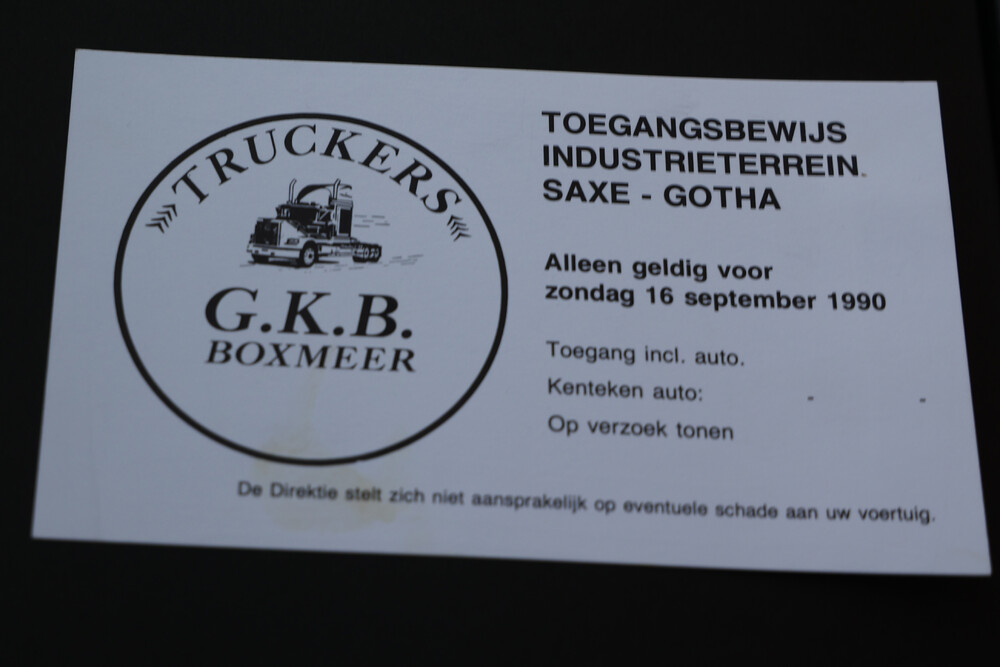 TRUCKERS
G.K.B.
BOXMEER
TOEGANGSBEWIJS
INDUSTRIETERREIN.
SAXE - GOTHA
Alleen geldig voor
zondag 16 september 1990
Toegang incl. auto.
Kenteken auto: - -
Op verzoek tonen
De Direktie stelt zich niet aansprakelijk op eventuele schade aan uw voertuig.